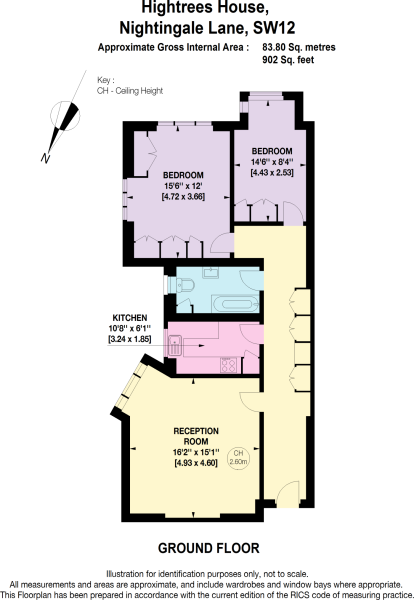 Hightrees House,
Nightingale Lane, SW12
Approximate Gross Internal Area : 83.80 Sq. metres
902 Sq. feet
Key :
CH - Ceiling Height
N
BEDROOM
14'6" x 8'4"
[4.43 x 2.53]
BEDROOM
15'6" x 12'
[4.72 x 3.66]
KITCHEN
10'8" x 6'1"
[3.24 x 1.85]
RECEPTION
ROOM
16'2" x 15'1"
[4.93 x 4.60]
CH
2.60m
GROUND FLOOR
Illustration for identification purposes only, not to scale.
All measurements and areas are approximate, and include wardrobes and window bays where appropriate.
This Floorplan has been prepared in accordance with the current edition of the RICS code of measuring practice.